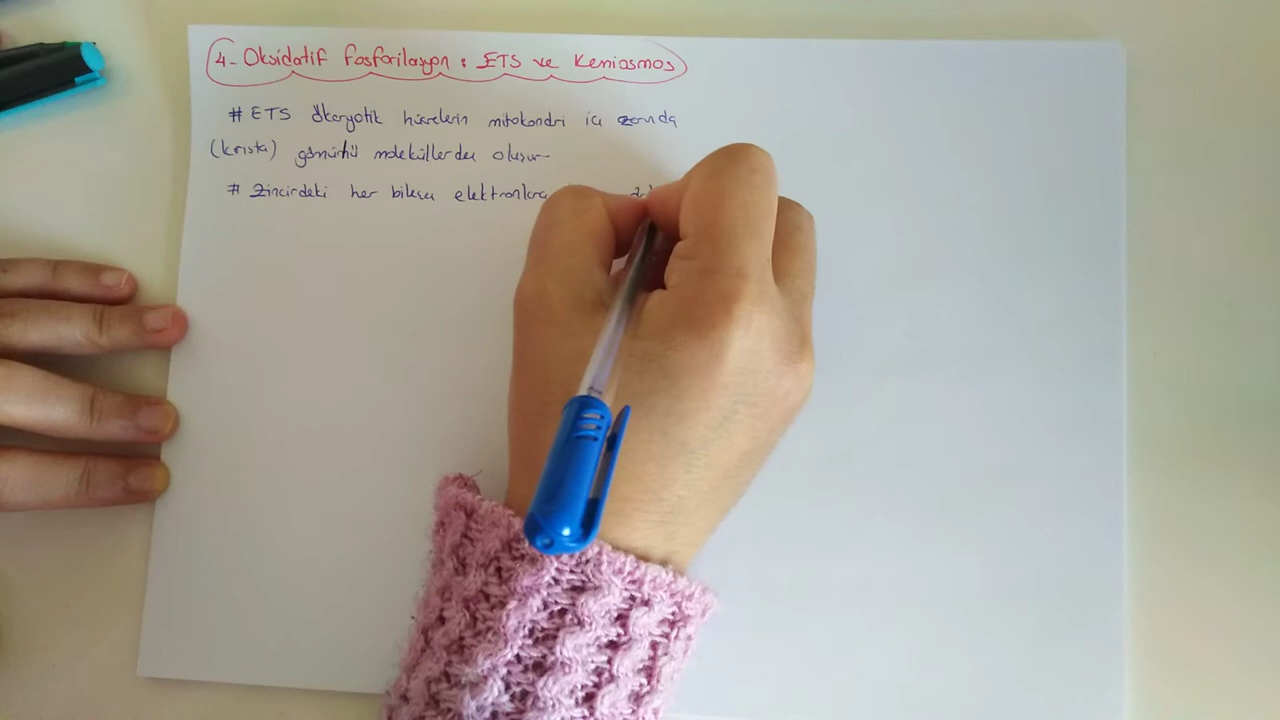 4- Oksidatif fosforilasyon : ETS ve Kemiosmos
# ETS ökaryotik hücrelerin mitokondri iç zarında
(krista) gömülü moleküllerden oluşur
# Zincirdeki her bileşen elektronlara